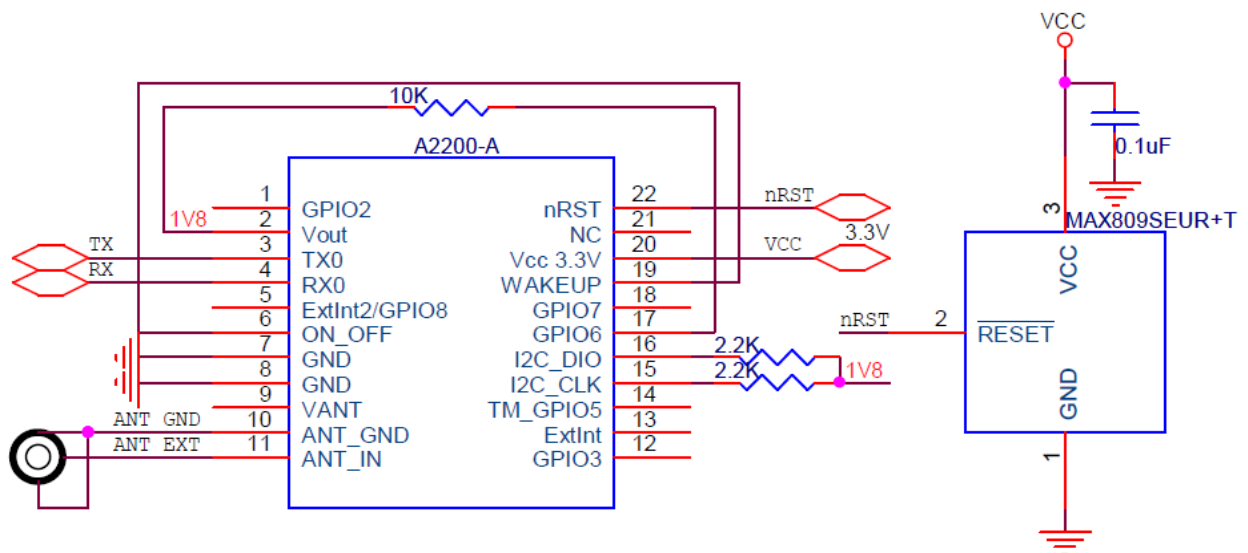 VCC
10K
A2200-A
0.1uF
1 GPIO2 nRST 22 nRST
1V8 2 Vout NC 21
TX 3 TX0 Vcc 3.3V 20 VCC 3.3V
RX 4 RX0 WAKEUP 19
5 ExtInt2/GPIO8 GPIO7 18
6 ON_OFF GPIO6 17
7 GND I2C_DIO 16 2.2K
8 GND I2C_CLK 15 2.2K 1V8
9 VANT TM_GPIO5 14
ANT GND 10 ANT_GND ExtInt 13
ANT EXT 11 ANT_IN GPIO3 12
3 MAX809SEUR+T
VCC
nRST 2 RESET
GND
1